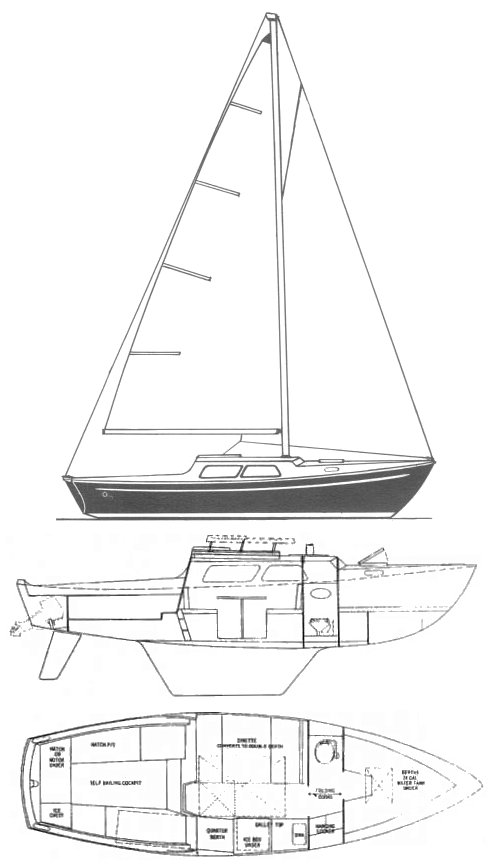 HATCH
OR
MOTOR
UNDER
HATCH P/S
SELF BAILING COCKPIT
ICE
CHEST
DINETTE
CONVERTS TO DOUBLE BERTH
QUARTER
BERTH
GALLEY TOP
ICE BOX
UNDER
SINK
FOLDING
DOORS
HANGING
LOCKER
BERTHS
21 GAL
WATER TANK
UNDER